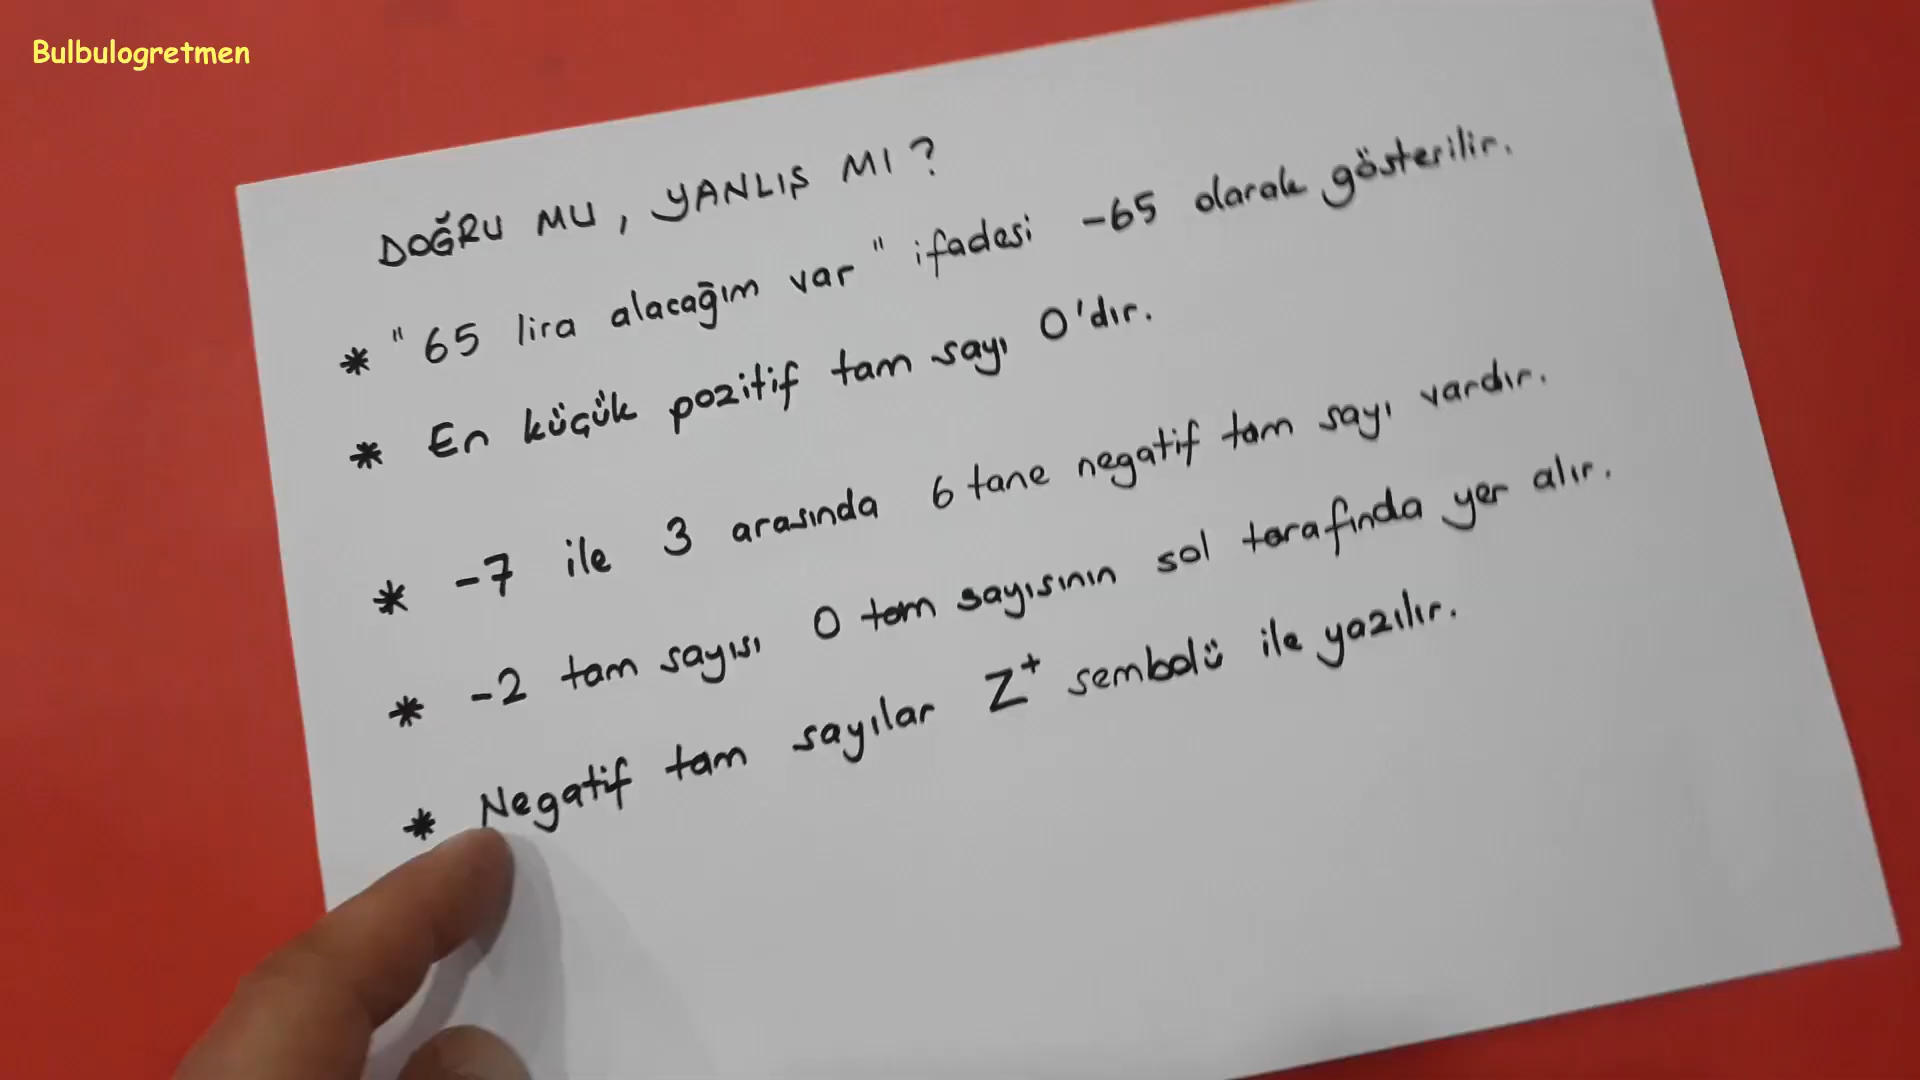 Bulbulogretmen
DOĞRU MU, YANLIŞ MI?
* "65 lira alacağım var" ifadesi -65 olarak gösterilir.
* En küçük pozitif tam sayı 0'dır.
* -7 ile 3 arasında 6 tane negatif tam sayı vardır.
* -2 tam sayısı 0 tam sayısının sol tarafında yer alır.
* Negatif tam sayılar Z⁺ sembolü ile yazılır.